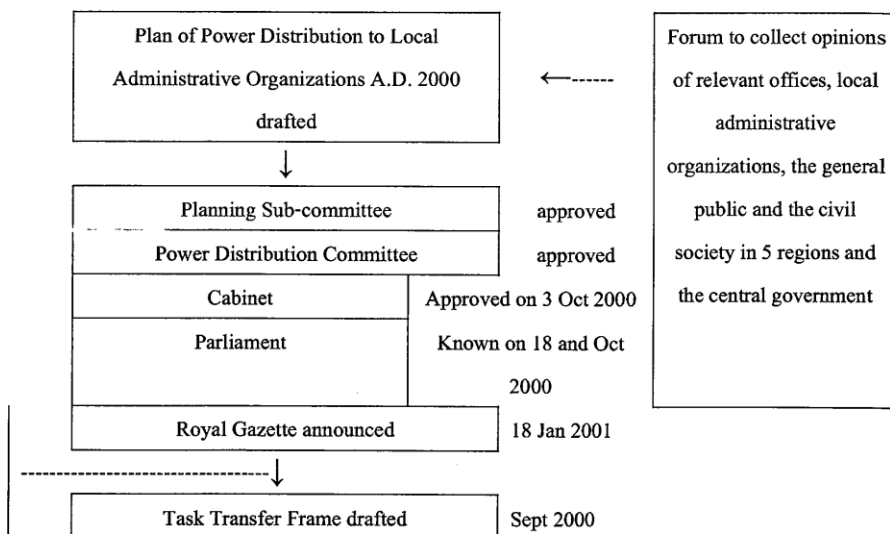 Plan of Power Distribution to Local
Administrative Organizations A.D. 2000
drafted
Forum to collect opinions
of relevant offices, local
administrative
organizations, the general
public and the civil
society in 5 regions and
the central government
Planning Sub-committee approved
Power Distribution Committee approved
Cabinet Approved on 3 Oct 2000
Parliament Known on 18 and Oct
2000
Royal Gazette announced 18 Jan 2001
Task Transfer Frame drafted Sept 2000